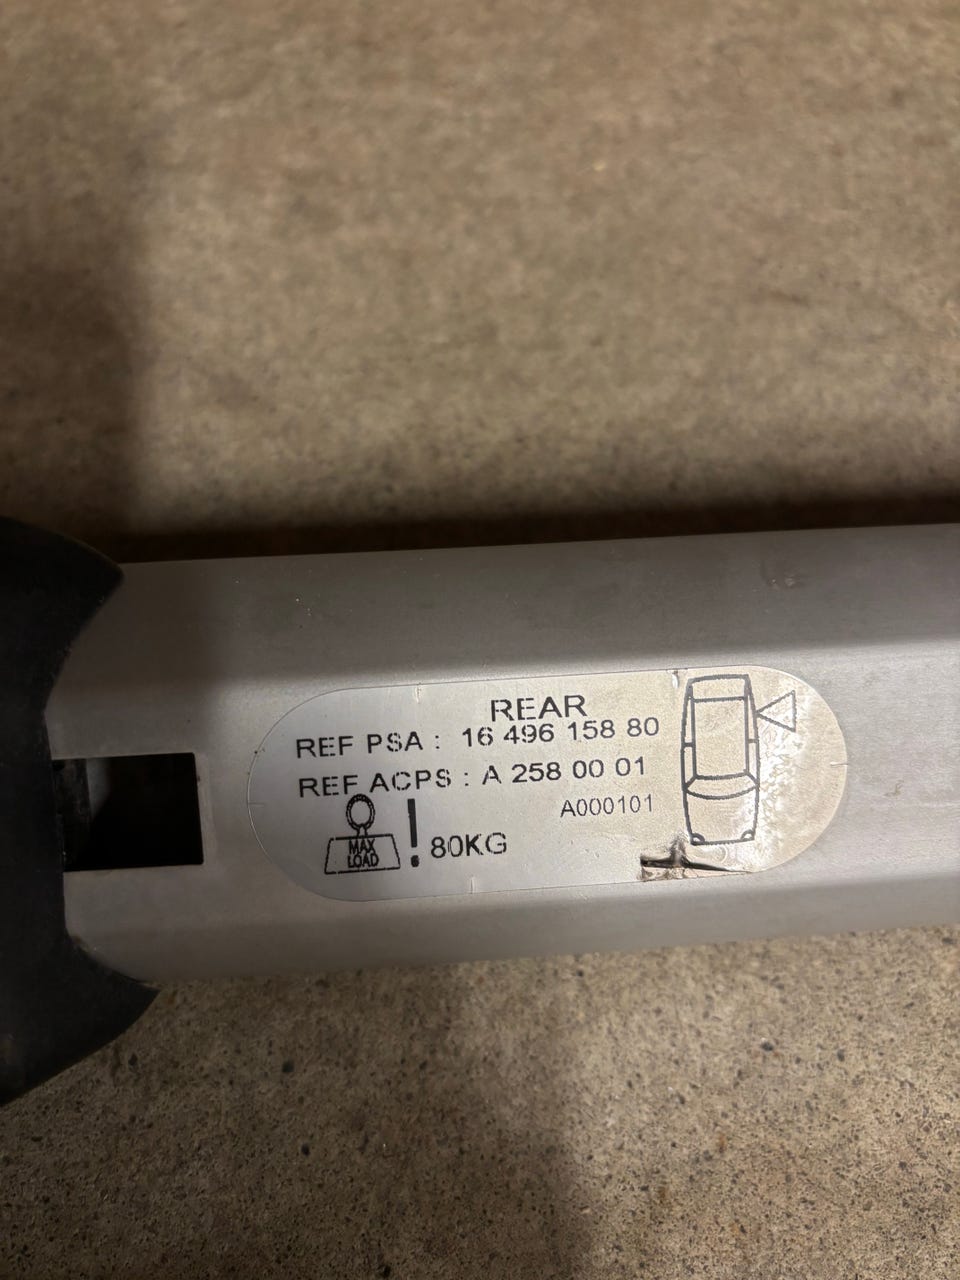 REAR
REF PSA : 16 496 158 80
REF ACPS : A 258 00 01
A000101
MAX
LOAD
! 80KG